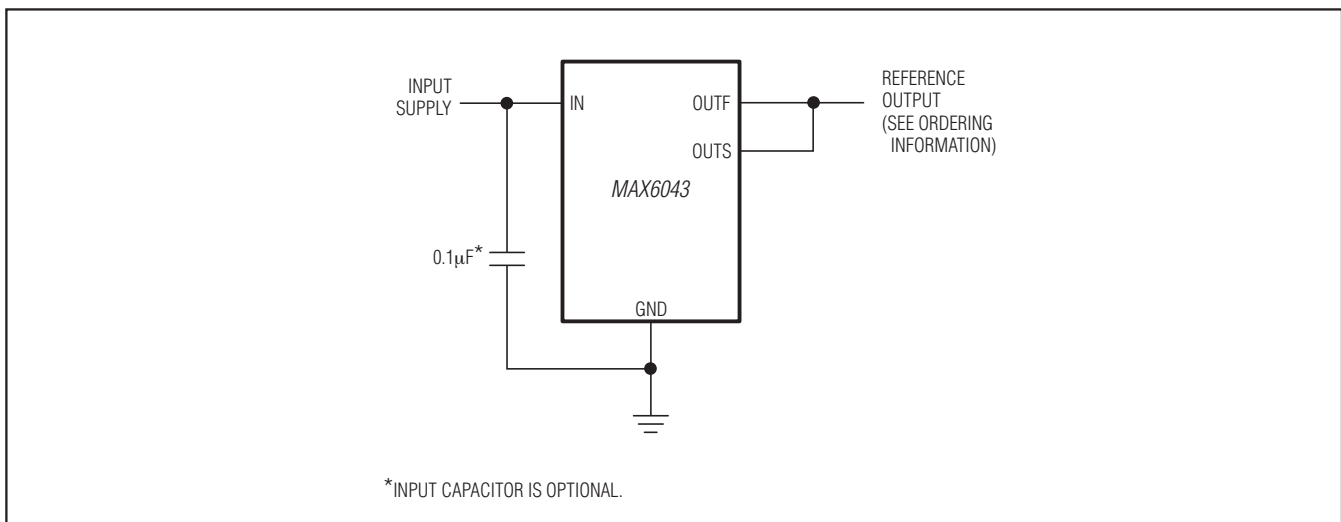 INPUT
SUPPLY
IN
OUTF
OUTS
MAX6043
GND
0.1μF*
REFERENCE
OUTPUT
(SEE ORDERING
INFORMATION)
*INPUT CAPACITOR IS OPTIONAL.